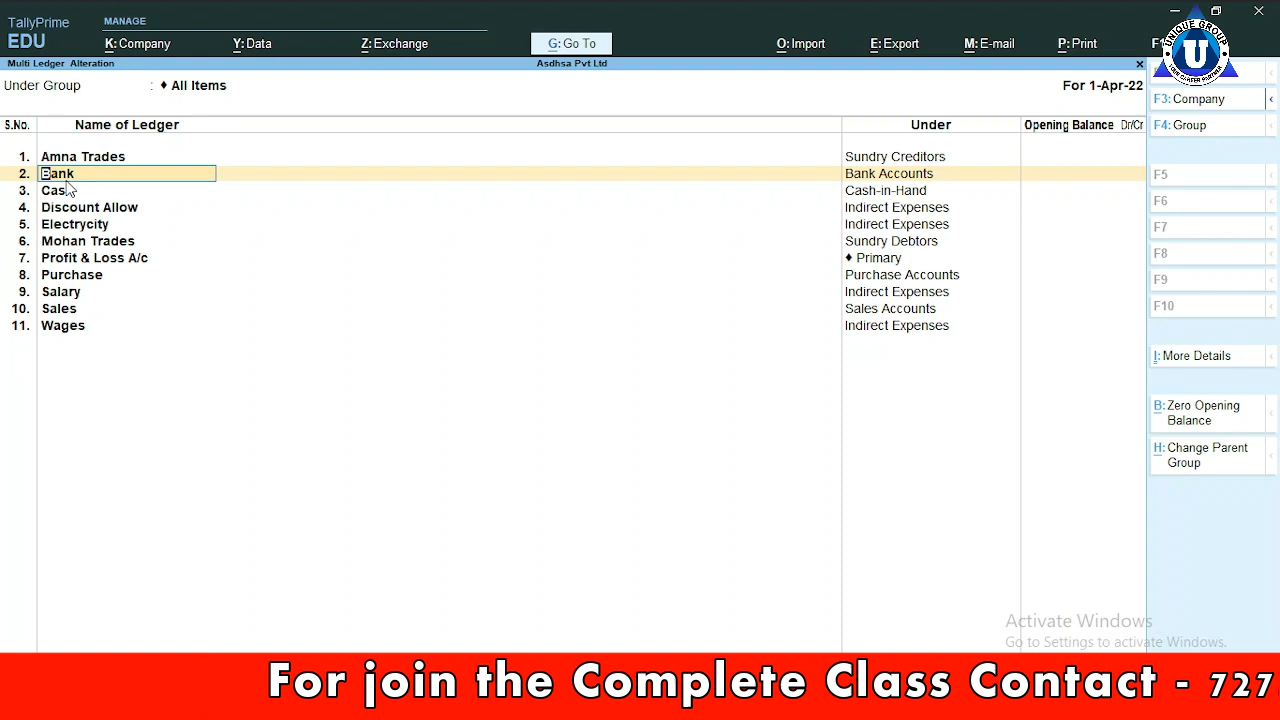 TallyPrime
EDU
MANAGE
K: Company
Y: Data
Z: Exchange
G: Go To
O: Import
E: Export
M: E-mail
P: Print
F1
UNIQUE GROUP
U
YOUR CAREER PARTNER
Multi Ledger Alteration
Asdhsa Pvt Ltd
Under Group : ♦ All Items
For 1-Apr-22
S.No. Name of Ledger Under Opening Balance Dr/Cr
1. Amna Trades Sundry Creditors
2. Bank Bank Accounts
3. Cas Cash-in-Hand
4. Discount Allow Indirect Expenses
5. Electrycity Indirect Expenses
6. Mohan Trades Sundry Debtors
7. Profit & Loss A/c ♦ Primary
8. Purchase Purchase Accounts
9. Salary Indirect Expenses
10. Sales Sales Accounts
11. Wages Indirect Expenses
F3: Company
F4: Group
F5
F6
F7
F8
F9
F10
I: More Details
B: Zero Opening
Balance
H: Change Parent
Group
Activate Windows
Go to Settings to activate Windows.
For join the Complete Class Contact - 727